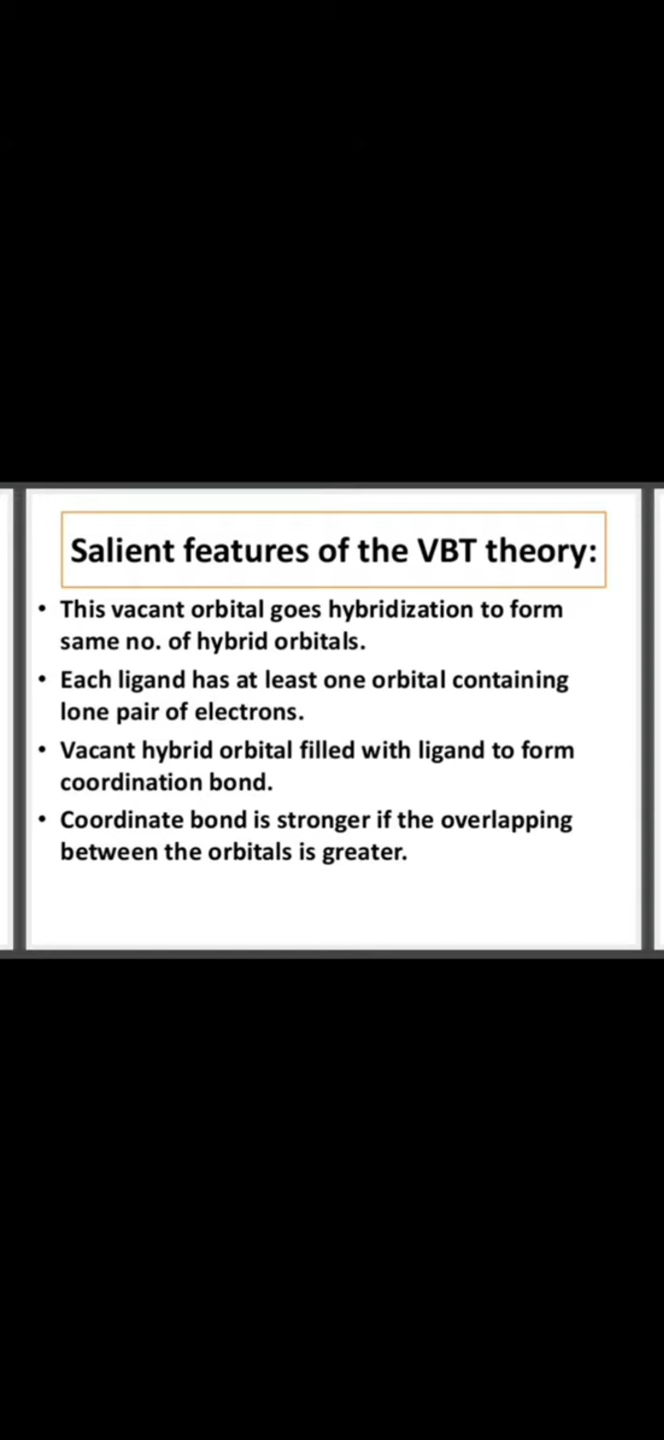 Salient features of the VBT theory:
• This vacant orbital goes hybridization to form
same no. of hybrid orbitals.
• Each ligand has at least one orbital containing
lone pair of electrons.
• Vacant hybrid orbital filled with ligand to form
coordination bond.
• Coordinate bond is stronger if the overlapping
between the orbitals is greater.